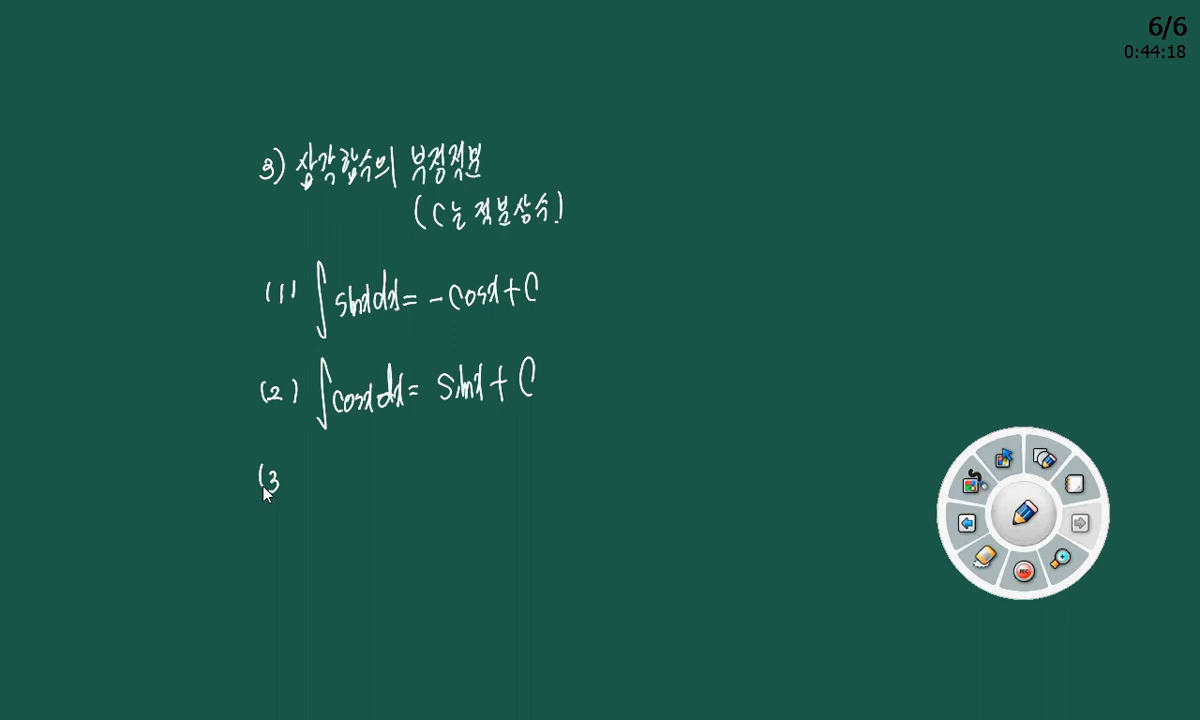 6/6
0:44:18
3) 삼각함수의 부정적분
(C는 적분상수)
(1) ∫sinxdx = -cosx + C
(2) ∫cosxdx = sinx + C
(3
REC